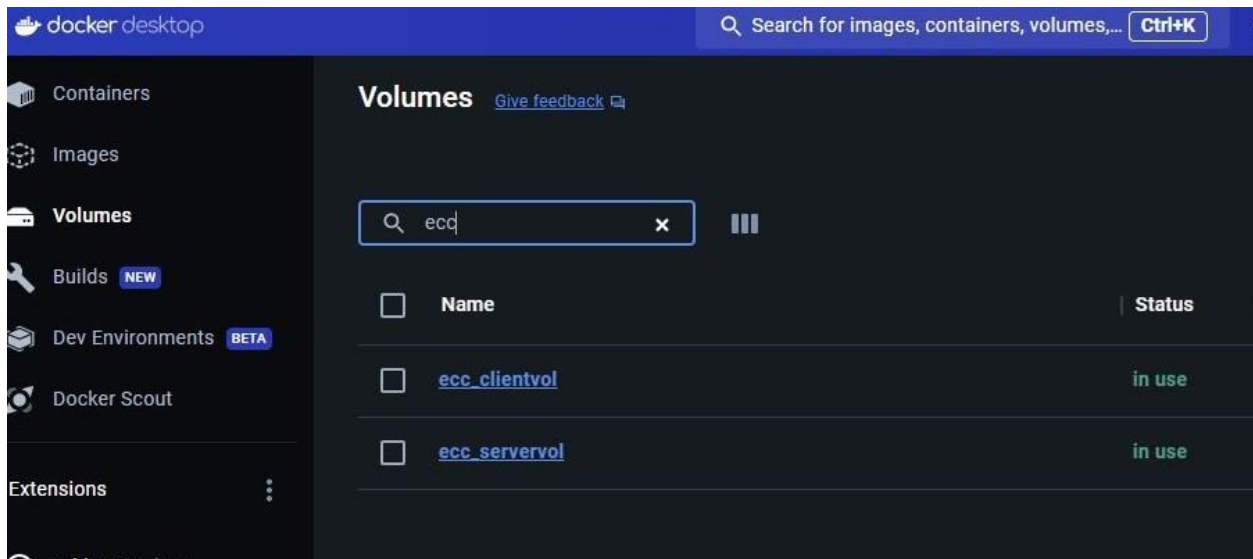 docker desktop
Search for images, containers, volumes,... Ctrl+K
Containers
Images
Volumes
Builds NEW
Dev Environments BETA
Docker Scout
Extensions
Volumes Give feedback
ecc
Name Status
ecc_clientvol in use
ecc_servervol in use